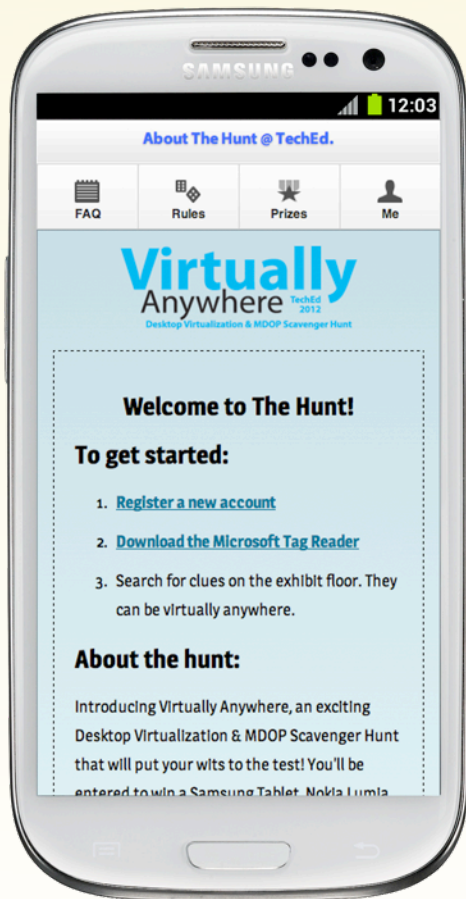 SAMSUNG
12:03
About The Hunt @ TechEd.
FAQ Rules Prizes Me
Virtually
Anywhere TechEd
2012
Desktop Virtualization & MDOP Scavenger Hunt
Welcome to The Hunt!
To get started:
1. Register a new account
2. Download the Microsoft Tag Reader
3. Search for clues on the exhibit floor. They
can be virtually anywhere.
About the hunt:
Introducing Virtually Anywhere, an exciting
Desktop Virtualization & MDOP Scavenger Hunt
that will put your wits to the test! You'll be
entered to win a Samsung Tablet, Nokia Lumia